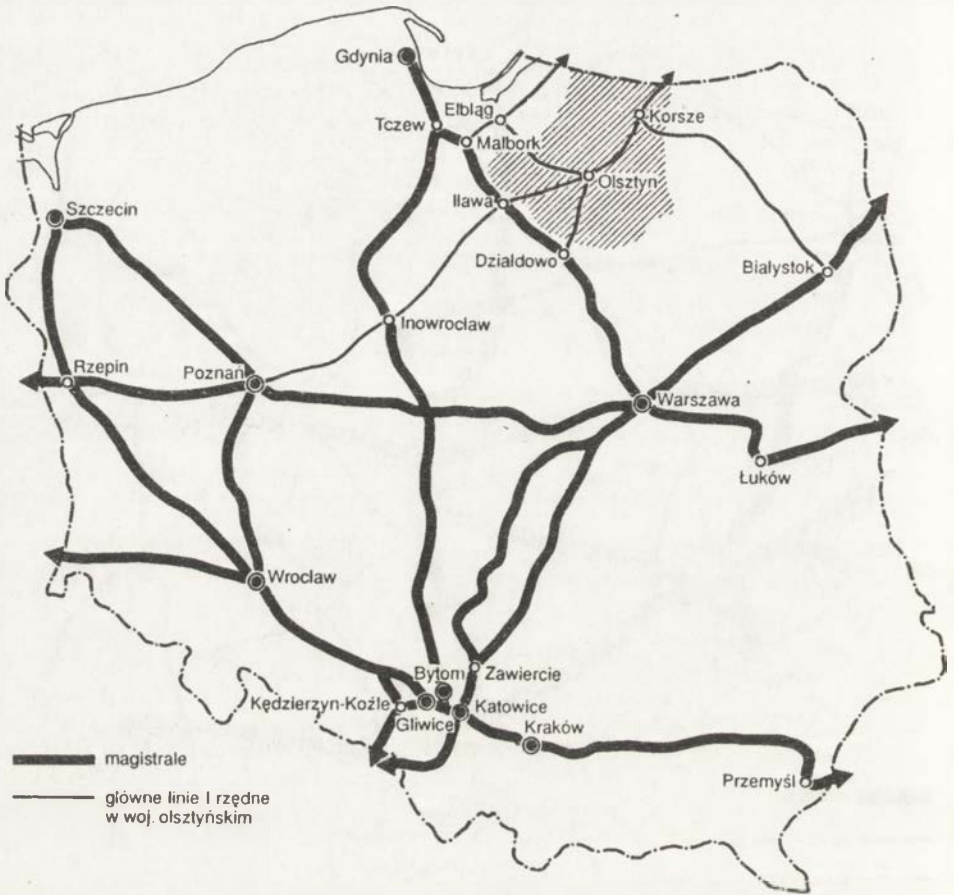 Gdynia
Elbląg
Korsze
Tczew
Malbork
Olsztyn
Iława
Szczecin
Działdowo
Białystok
Inowrocław
Rzepin
Poznań
Warszawa
Łuków
Wrocław
Bytom
Zawiercie
Kędzierzyn-Koźle
Gliwice
Katowice
Kraków
Przemyśl
magistrale
główne linie I rzędne
w woj. olsztyńskim